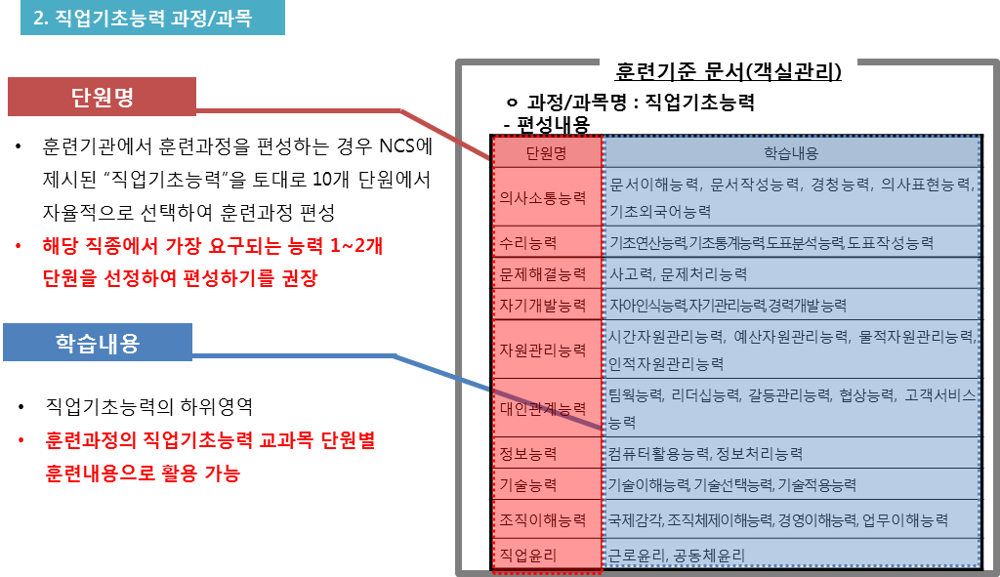 2. 직업기초능력 과정/과목
단원명
• 훈련기관에서 훈련과정을 편성하는 경우 NCS에
제시된 “직업기초능력”을 토대로 10개 단원에서
자율적으로 선택하여 훈련과정 편성
• 해당 직종에서 가장 요구되는 능력 1~2개
단원을 선정하여 편성하기를 권장
학습내용
• 직업기초능력의 하위영역
• 훈련과정의 직업기초능력 교과목 단원별
훈련내용으로 활용 가능
훈련기준 문서(객실관리)
ㅇ 과정/과목명 : 직업기초능력
- 편성내용
단원명 학습내용
의사소통능력 문서이해능력, 문서작성능력, 경청능력, 의사표현능력,
기초외국어능력
수리능력 기초연산능력,기초통계능력,도표분석능력,도표작성능력
문제해결능력 사고력, 문제처리능력
자기개발능력 자아인식능력,자기관리능력,경력개발능력
자원관리능력 시간자원관리능력, 예산자원관리능력, 물적자원관리능력,
인적자원관리능력
대인관계능력 팀웍능력, 리더십능력, 갈등관리능력, 협상능력, 고객서비스
능력
정보능력 컴퓨터활용능력, 정보처리능력
기술능력 기술이해능력, 기술선택능력, 기술적용능력
조직이해능력 국제감각, 조직체제이해능력, 경영이해능력, 업무이해능력
직업윤리 근로윤리, 공동체윤리